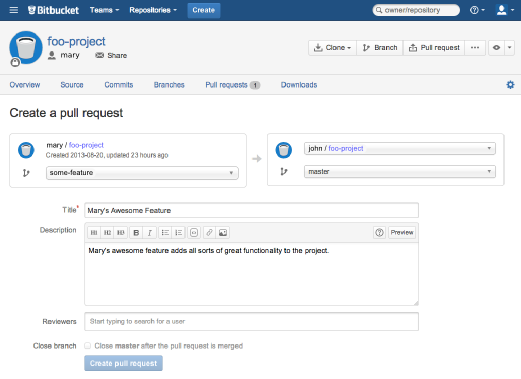 Bitbucket Teams Repositories Create owner/repository
foo-project
mary Share
Clone Branch Pull request
Overview Source Commits Branches Pull requests 1 Downloads
Create a pull request
mary / foo-project
Created 2013-08-20, updated 23 hours ago
some-feature
john / foo-project
master
Title* Mary's Awesome Feature
Description H1 H2 H3 B I Preview
Mary's awesome feature adds all sorts of great functionality to the project.
Reviewers Start typing to search for a user
Close branch Close master after the pull request is merged
Create pull request